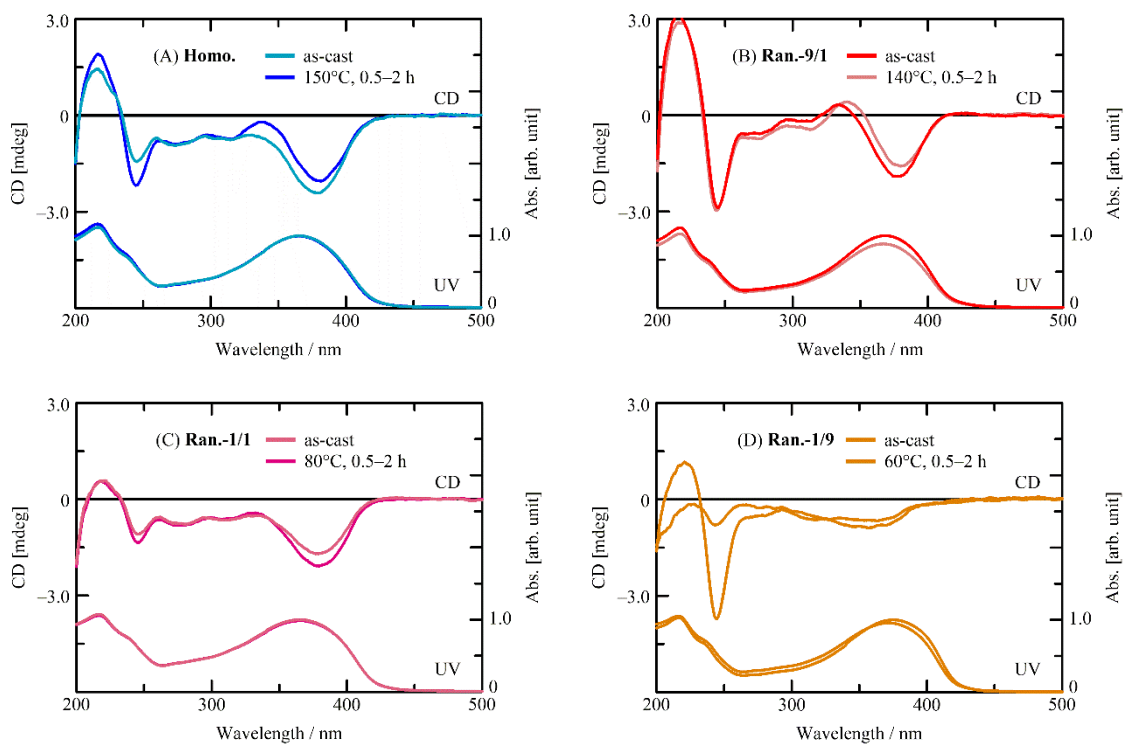 3.0
(A) Homo.
as-cast
150°C, 0.5–2 h
CD
0
CD [mdeg]
Abs. [arb. unit]
−3.0
1.0
UV
0
200
300
400
500
Wavelength / nm
3.0
(B) Ran.-9/1
as-cast
140°C, 0.5–2 h
CD
0
CD [mdeg]
Abs. [arb. unit]
−3.0
1.0
UV
0
200
300
400
500
Wavelength / nm
3.0
(C) Ran.-1/1
as-cast
80°C, 0.5–2 h
CD
0
CD [mdeg]
Abs. [arb. unit]
−3.0
1.0
UV
0
200
300
400
500
Wavelength / nm
3.0
(D) Ran.-1/9
as-cast
60°C, 0.5–2 h
CD
0
CD [mdeg]
Abs. [arb. unit]
−3.0
1.0
UV
0
200
300
400
500
Wavelength / nm